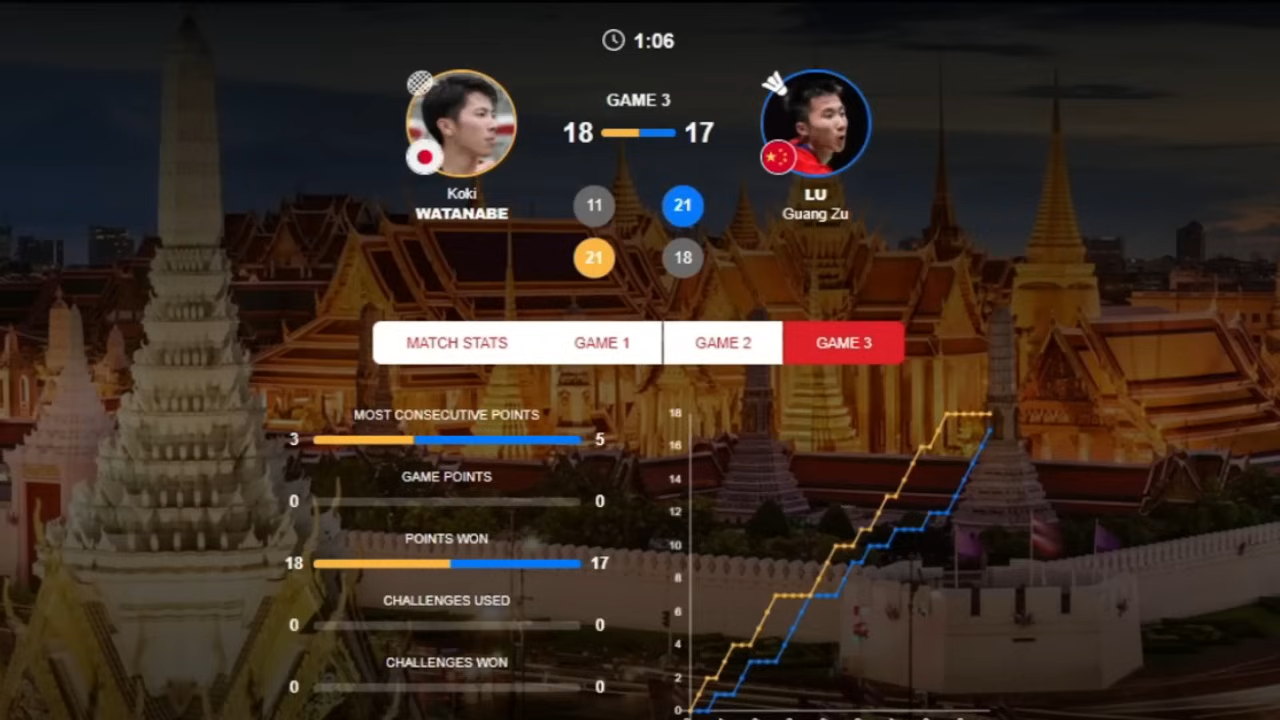 1:06
GAME 3
18 17
Koki
WATANABE
LU
Guang Zu
11 21
21 18
MATCH STATS GAME 1 GAME 2 GAME 3
MOST CONSECUTIVE POINTS
3 5
GAME POINTS
0 0
POINTS WON
18 17
CHALLENGES USED
0 0
CHALLENGES WON
0 0
18
16
14
12
10
8
6
4
2
0